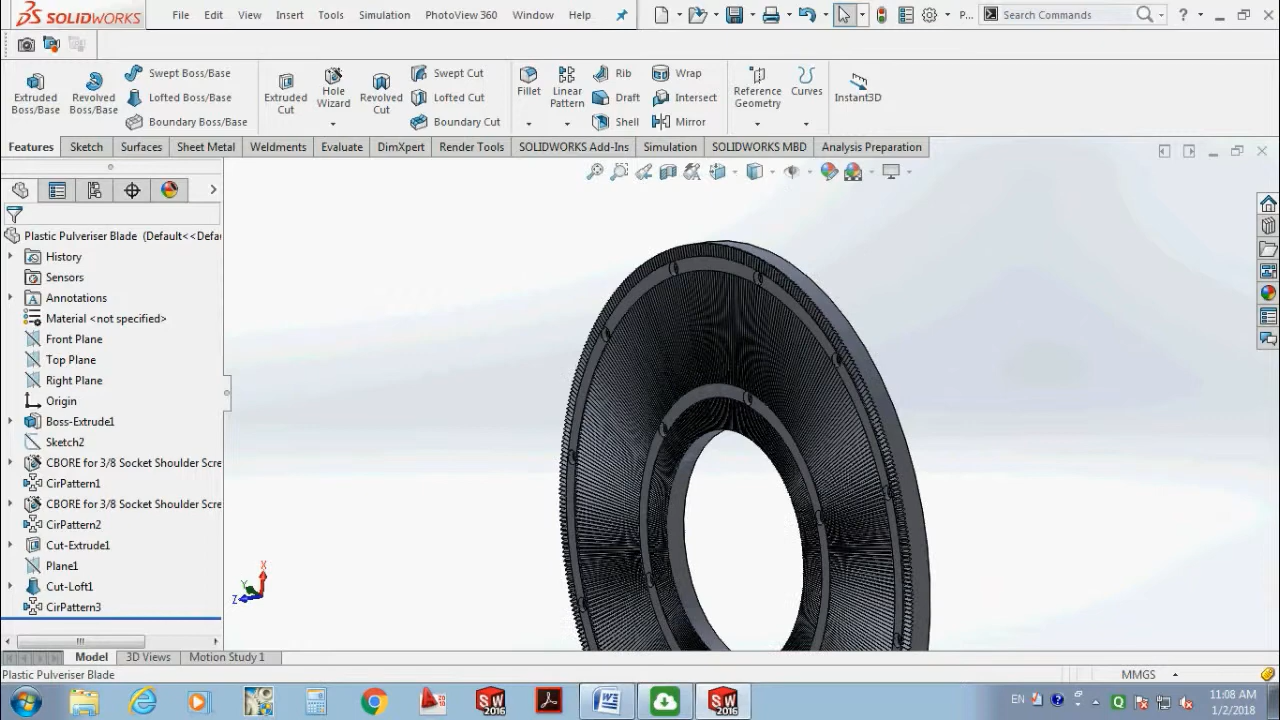 SOLIDWORKS File Edit View Insert Tools Simulation PhotoView 360 Window Help P... Search Commands ?
Extruded Boss/Base Revolved Boss/Base Swept Boss/Base Lofted Boss/Base Boundary Boss/Base
Extruded Cut Hole Wizard Revolved Cut Swept Cut Lofted Cut Boundary Cut
Fillet Linear Pattern Rib Draft Shell Wrap Intersect Mirror
Reference Geometry Curves Instant3D
Features Sketch Surfaces Sheet Metal Weldments Evaluate DimXpert Render Tools SOLIDWORKS Add-Ins Simulation SOLIDWORKS MBD Analysis Preparation
Plastic Pulveriser Blade (Default<<Defau
History
Sensors
Annotations
Material <not specified>
Front Plane
Top Plane
Right Plane
Origin
Boss-Extrude1
Sketch2
CBORE for 3/8 Socket Shoulder Scre
CirPattern1
CBORE for 3/8 Socket Shoulder Scre
CirPattern2
Cut-Extrude1
Plane1
Cut-Loft1
CirPattern3
X
Y
Z
Model 3D Views Motion Study 1
Plastic Pulveriser Blade MMGS
EN 11:08 AM
1/2/2018